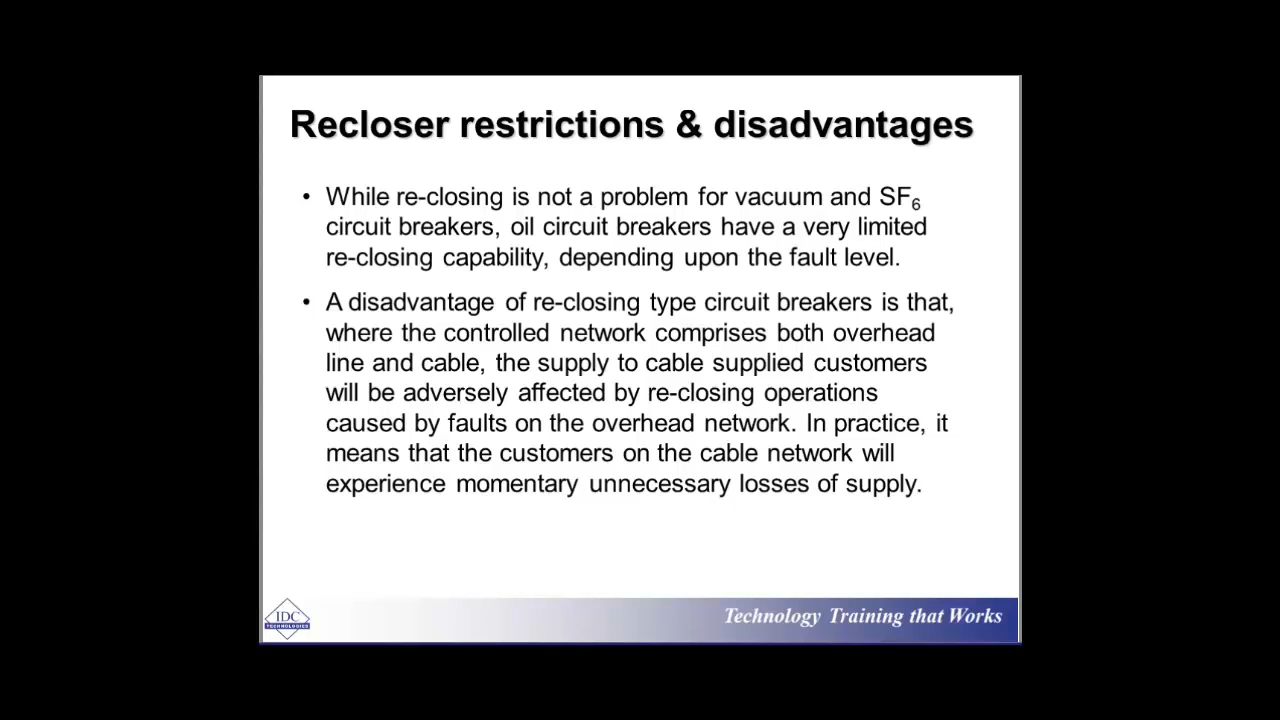 Recloser restrictions & disadvantages
• While re-closing is not a problem for vacuum and SF6
circuit breakers, oil circuit breakers have a very limited
re-closing capability, depending upon the fault level.
• A disadvantage of re-closing type circuit breakers is that,
where the controlled network comprises both overhead
line and cable, the supply to cable supplied customers
will be adversely affected by re-closing operations
caused by faults on the overhead network. In practice, it
means that the customers on the cable network will
experience momentary unnecessary losses of supply.
IDC
TECHNOLOGIES
Technology Training that Works